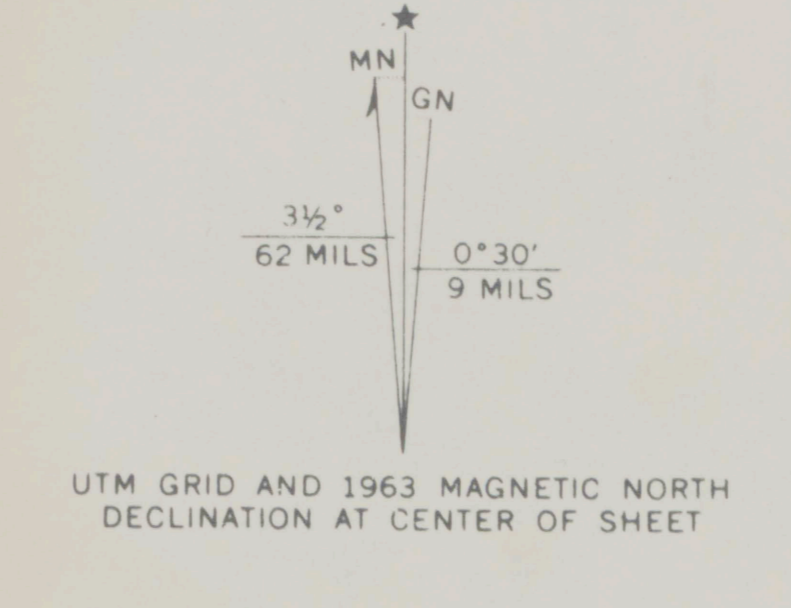 ★
MN
GN
3½°
62 MILS
0°30'
9 MILS
UTM GRID AND 1963 MAGNETIC NORTH
DECLINATION AT CENTER OF SHEET